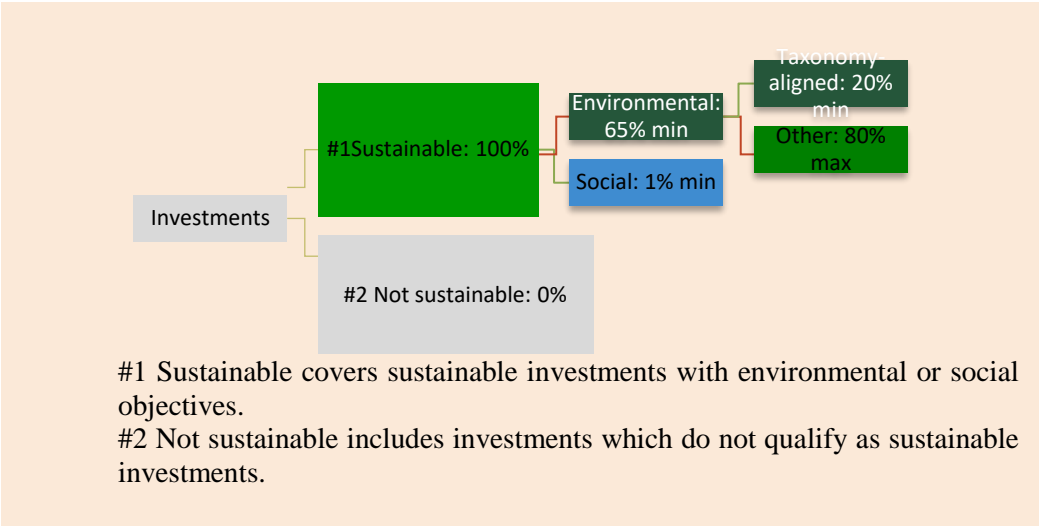 Taxonomy-
aligned: 20%
min
Environmental:
65% min
Other: 80%
max
#1Sustainable: 100%
Social: 1% min
Investments
#2 Not sustainable: 0%
#1 Sustainable covers sustainable investments with environmental or social
objectives.
#2 Not sustainable includes investments which do not qualify as sustainable
investments.